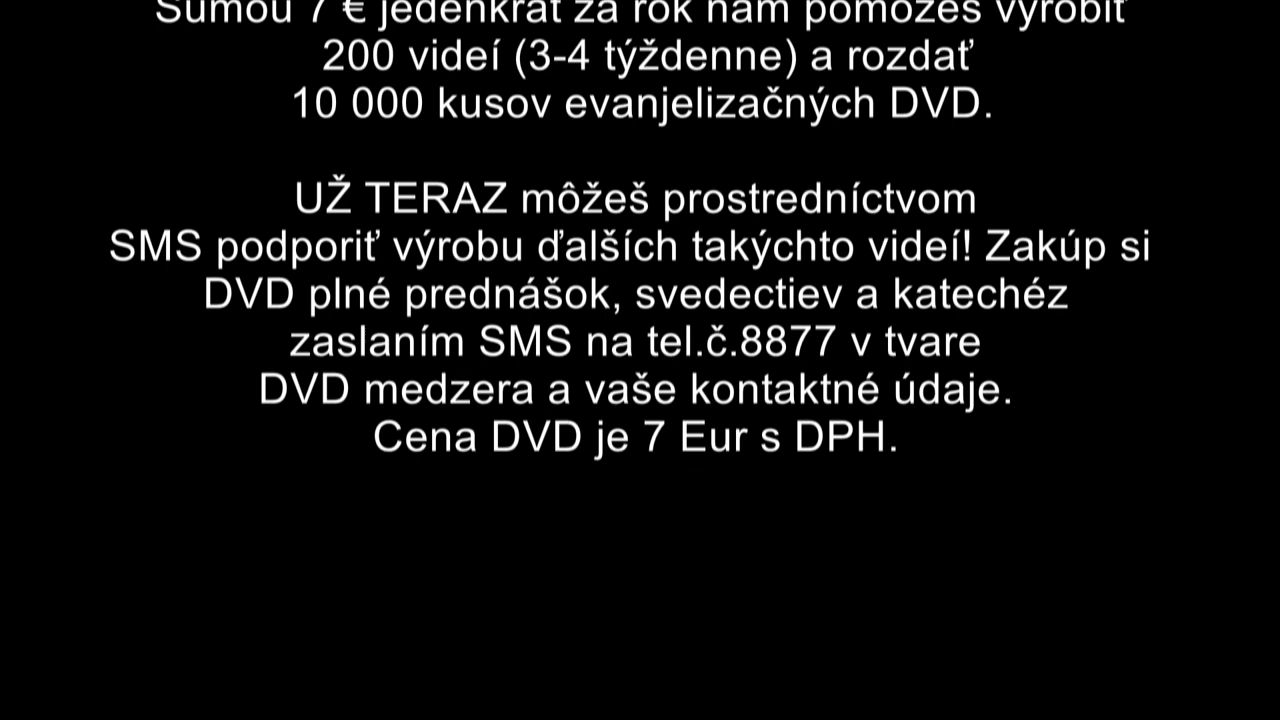 Sumou 7 € jedenkrát za rok nám pomôžeš vyrobiť
200 videí (3-4 týždenne) a rozdať
10 000 kusov evanjelizačných DVD.
UŽ TERAZ môžeš prostredníctvom
SMS podporiť výrobu ďalších takýchto videí! Zakúp si
DVD plné prednášok, svedectiev a katechéz
zaslaním SMS na tel.č.8877 v tvare
DVD medzera a vaše kontaktné údaje.
Cena DVD je 7 Eur s DPH.